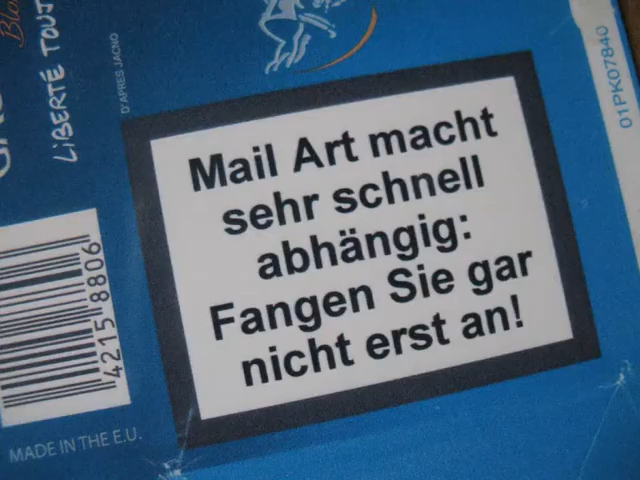 Mail Art macht
sehr schnell
abhängig:
Fangen Sie gar
nicht erst an!
LiBERTÉ TOUJ
D'APRES JACNO
01PK07840
4215 8806
MADE IN THE E.U.